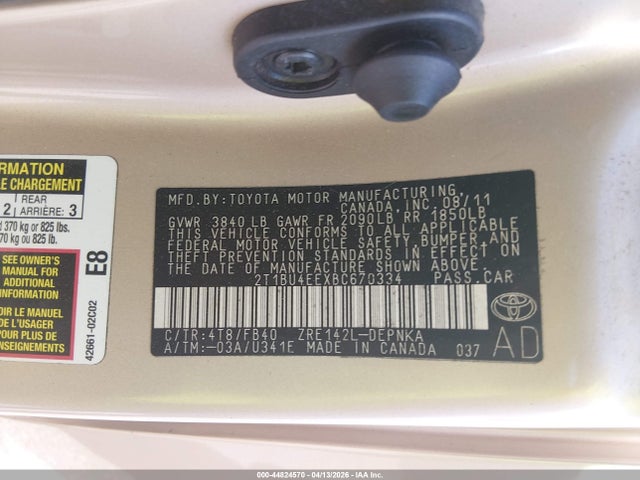 ORMATION
LE CHARGEMENT
2 | REAR
ARRIÈRE: 3
370 kg or 825 lbs.
70 kg ou 825 lb.
SEE OWNER'S
MANUAL FOR
ADDITIONAL
INFORMATION
VOIR LE MANUEL
DE L'USAGER
POUR PLUS DE
RENSEIGNEMENTS
E8
42661-02C02
MFD.BY:TOYOTA MOTOR MANUFACTURING
CANADA, INC. 08/11
GVWR 3840 LB GAWR FR 2090LB RR 1850LB
THIS VEHICLE CONFORMS TO ALL APPLICABLE
FEDERAL MOTOR VEHICLE SAFETY, BUMPER, AND
THEFT PREVENTION STANDARDS IN EFFECT ON
THE DATE OF MANUFACTURE SHOWN ABOVE.
2T1BU4EEXBC670334 PASS.CAR
C/TR:4T8/FB40 ZRE142L-DEPNKA
A/TM:-03A/U341E MADE IN CANADA 037
TOYOTA
AD
000-44824570 - 04/13/2026 - IAA Inc.